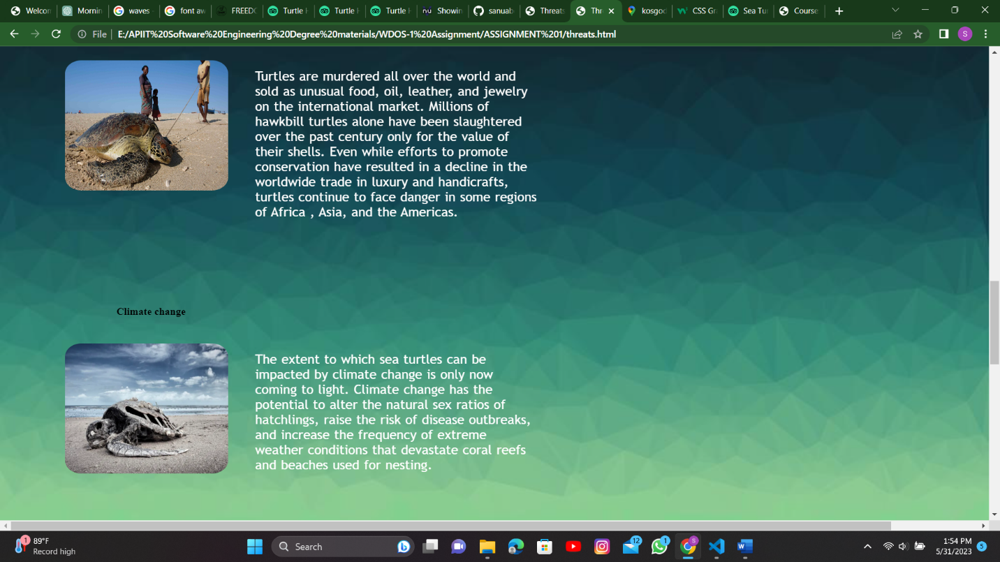 Welcon
Mornin
waves -
font aw
FREEDO
Turtle H
Turtle H
Turtle H
Showin
sanuab
Threats
Thr
kosgod
CSS Gra
Sea Tur
Course
File
E:/APIIT%20Software%20Engineering%20Degree%20materials/WDOS-1%20Assignment/ASSIGNMENT%201/threats.html
S
Turtles are murdered all over the world and
sold as unusual food, oil, leather, and jewelry
on the international market. Millions of
hawkbill turtles alone have been slaughtered
over the past century only for the value of
their shells. Even while efforts to promote
conservation have resulted in a decline in the
worldwide trade in luxury and handicrafts,
turtles continue to face danger in some regions
of Africa , Asia, and the Americas.
Climate change
The extent to which sea turtles can be
impacted by climate change is only now
coming to light. Climate change has the
potential to alter the natural sex ratios of
hatchlings, raise the risk of disease outbreaks,
and increase the frequency of extreme
weather conditions that devastate coral reefs
and beaches used for nesting.
1
89°F
Record high
Search
12
1
S
1:54 PM
5/31/2023
5